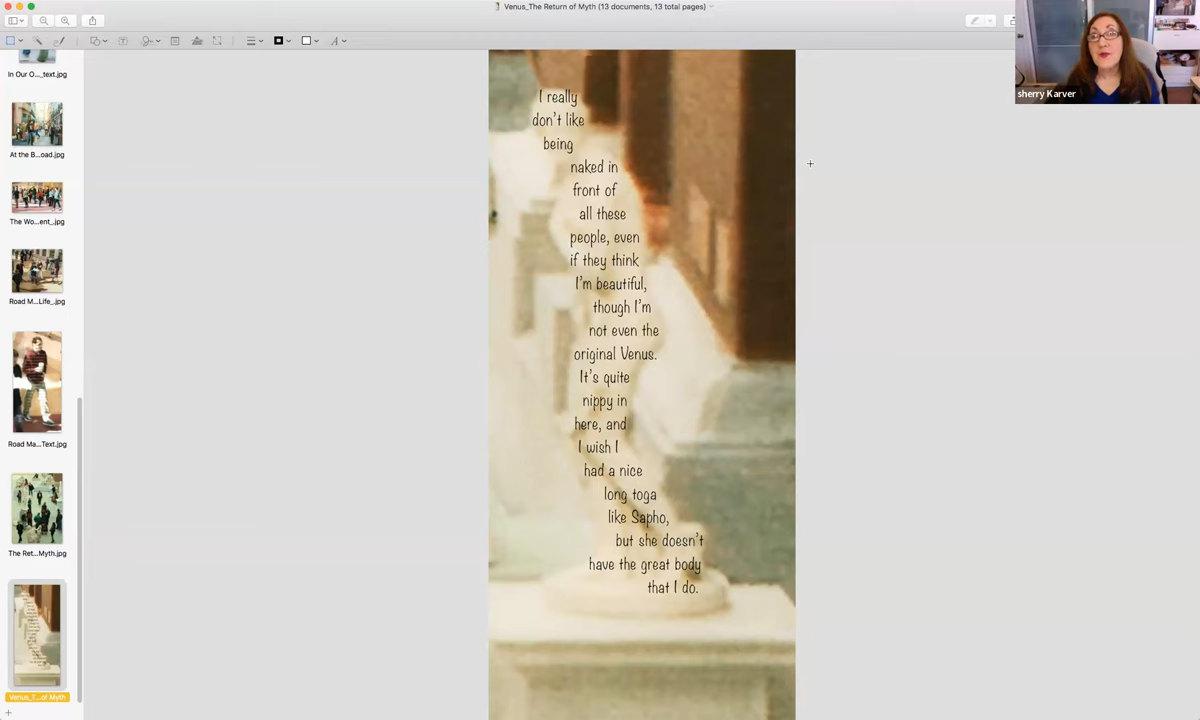 Venus_The Return of Myth (13 documents, 13 total pages)
In Our O..._text.jpg
At the B...oad.jpg
The Wo...ent_.jpg
Road M...Life_.jpg
Road Ma...Text.jpg
The Ret...Myth.jpg
Venus_T...of Myth
sherry Karver
I really
don't like
being
naked in
front of
all these
people, even
if they think
I'm beautiful,
though I'm
not even the
original Venus.
It's quite
nippy in
here, and
I wish I
had a nice
long toga
like Sapho,
but she doesn't
have the great body
that I do.